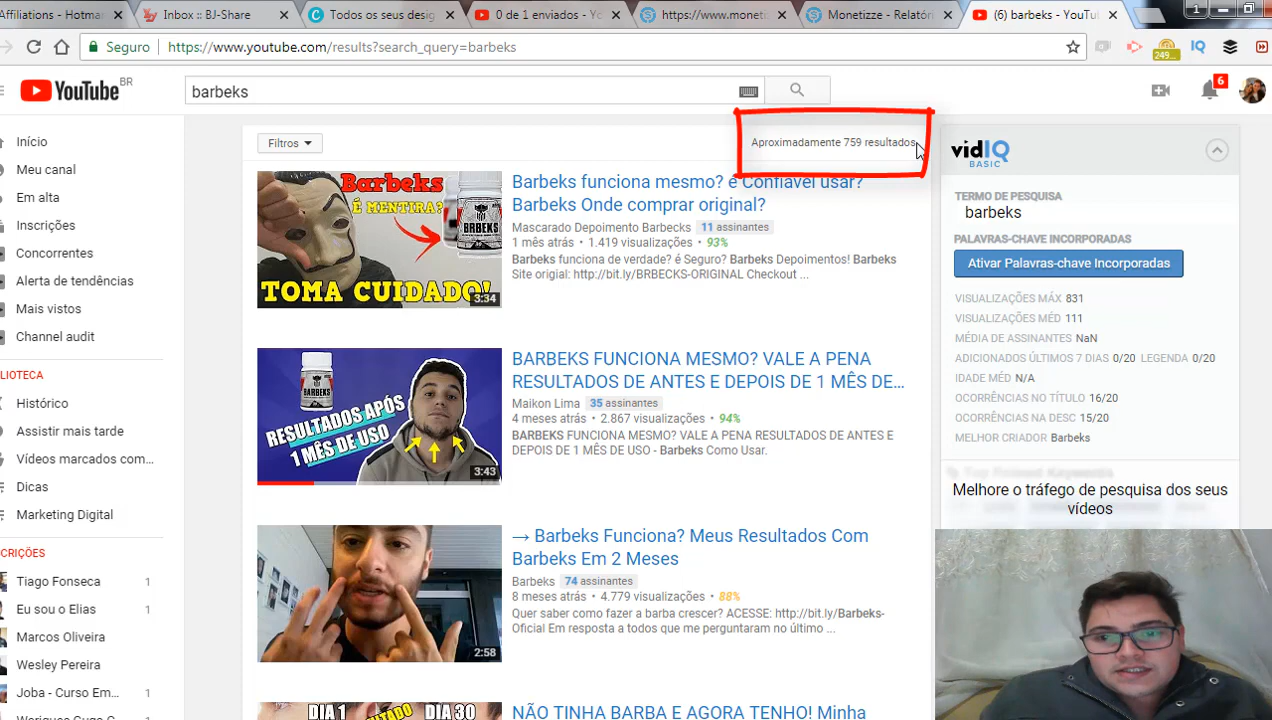 Affiliations - Hotmar
Inbox :: BJ-Share
Todos os seus desig
0 de 1 enviados - Yo
https://www.moneti
Monetizze - Relatóri
(6) barbeks - YouTu
1
Seguro
https://www.youtube.com/results?search_query=barbeks
249...
IQ
YouTube BR
barbeks
6
Início
Meu canal
Em alta
Inscrições
Concorrentes
Alerta de tendências
Mais vistos
Channel audit
BLIOTECA
Histórico
Assistir mais tarde
Vídeos marcados com...
Dicas
Marketing Digital
SCRIÇÕES
Tiago Fonseca 1
Eu sou o Elias 1
Marcos Oliveira
Wesley Pereira
Joba - Curso Em... 1
Filtros
Aproximadamente 759 resultados
Barbeks
É MENTIRA?
BARBEKS
TOMA CUIDADO!
3:34
Barbeks funciona mesmo? é Confiável usar?
Barbeks Onde comprar original?
Mascarado Depoimento Barbecks 11 assinantes
1 mês atrás • 1.419 visualizações • 93%
Barbeks funciona de verdade? é Seguro? Barbeks Depoimentos! Barbeks
Site origial: http://bit.ly/BRBECKS-ORIGINAL Checkout ...
BARBEKS
RESULTADOS APÓS
1 MÊS DE USO
3:43
BARBEKS FUNCIONA MESMO? VALE A PENA
RESULTADOS DE ANTES E DEPOIS DE 1 MÊS DE...
Maikon Lima 35 assinantes
4 meses atrás • 2.867 visualizações • 94%
BARBEKS FUNCIONA MESMO? VALE A PENA RESULTADOS DE ANTES E
DEPOIS DE 1 MÊS DE USO - Barbeks Como Usar.
2:58
→ Barbeks Funciona? Meus Resultados Com
Barbeks Em 2 Meses
Barbeks 74 assinantes
8 meses atrás • 4.779 visualizações • 88%
Quer saber como fazer a barba crescer? ACESSE: http://bit.ly/Barbeks-
Oficial Em resposta a todos que me perguntaram no último ...
DIA 1
DIA 30
NÃO TINHA BARBA E AGORA TENHO! Minha
vidIQ
BASIC
TERMO DE PESQUISA
barbeks
PALAVRAS-CHAVE INCORPORADAS
Ativar Palavras-chave Incorporadas
VISUALIZAÇÕES MÁX 831
VISUALIZAÇÕES MÉD 111
MÉDIA DE ASSINANTES NaN
ADICIONADOS ÚLTIMOS 7 DIAS 0/20 LEGENDA 0/20
IDADE MÉD N/A
OCORRÊNCIAS NO TÍTULO 16/20
OCORRÊNCIAS NA DESC 15/20
MELHOR CRIADOR Barbeks
Melhore o tráfego de pesquisa dos seus
vídeos